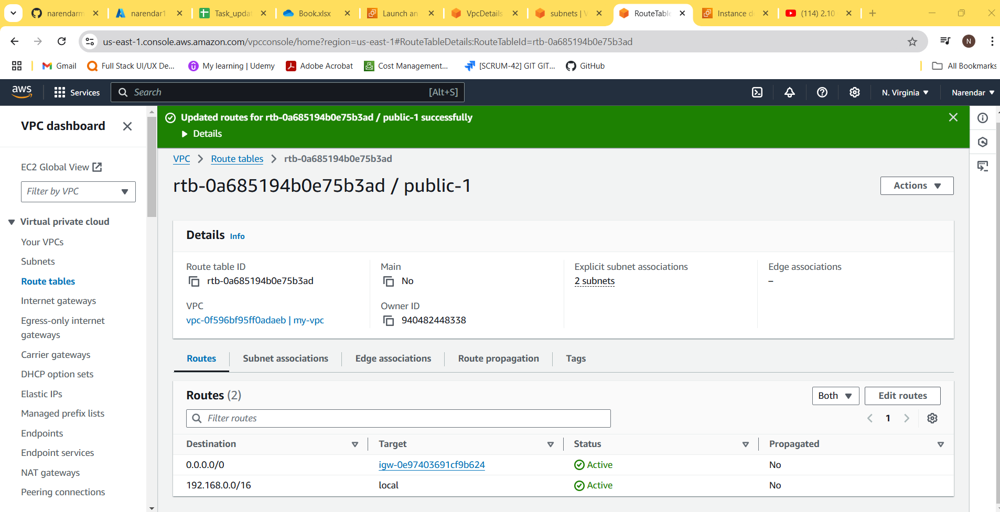 narendarm
narendar1
Task_updat
Book.xlsx
Launch an
VpcDetails
subnets | V
RouteTable
Instance d
(114) 2.10
us-east-1.console.aws.amazon.com/vpcconsole/home?region=us-east-1#RouteTableDetails:RouteTableId=rtb-0a685194b0e75b3ad
N
Gmail
Full Stack UI/UX De...
My learning | Udemy
Adobe Acrobat
Cost Management...
[SCRUM-42] GIT GIT...
GitHub
All Bookmarks
aws
Services
Search
[Alt+S]
N. Virginia
Narendar
VPC dashboard
EC2 Global View
Filter by VPC
Virtual private cloud
Your VPCs
Subnets
Route tables
Internet gateways
Egress-only internet
gateways
Carrier gateways
DHCP option sets
Elastic IPs
Managed prefix lists
Endpoints
Endpoint services
NAT gateways
Peering connections
Updated routes for rtb-0a685194b0e75b3ad / public-1 successfully
Details
VPC
Route tables
rtb-0a685194b0e75b3ad
rtb-0a685194b0e75b3ad / public-1
Actions
Details Info
Route table ID
rtb-0a685194b0e75b3ad
Main
No
Explicit subnet associations
2 subnets
Edge associations
–
VPC
vpc-0f596bf95ff0adaeb | my-vpc
Owner ID
940482448338
Routes
Subnet associations
Edge associations
Route propagation
Tags
Routes (2)
Both
Edit routes
Filter routes
1
Destination
Target
Status
Propagated
0.0.0.0/0
igw-0e97403691cf9b624
Active
No
192.168.0.0/16
local
Active
No